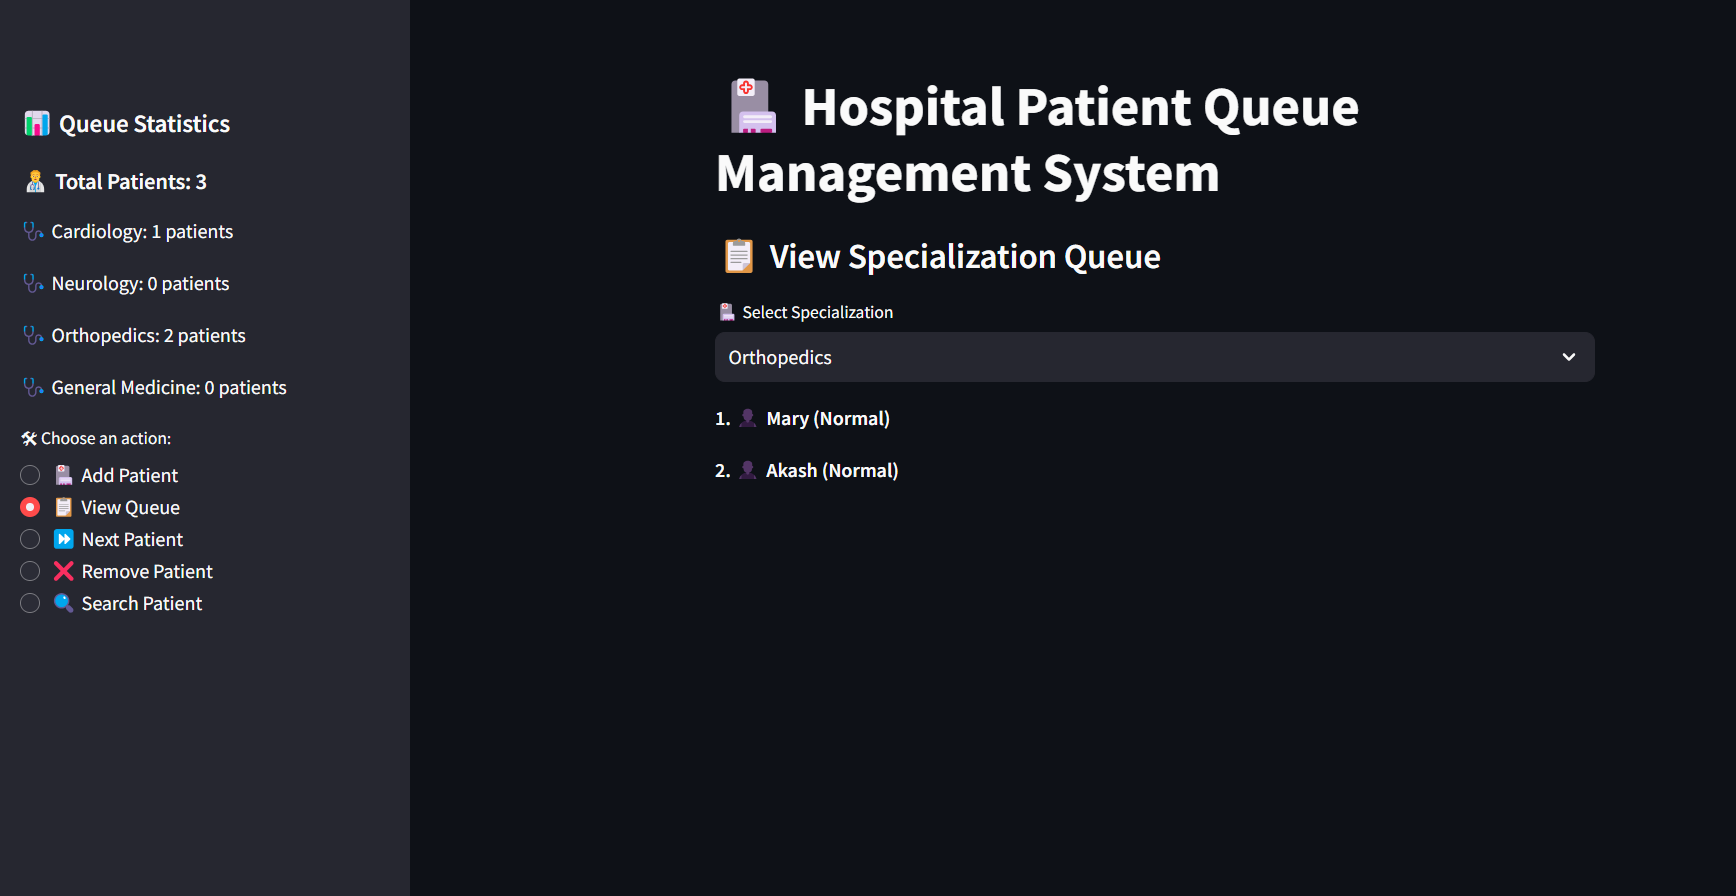 Queue Statistics
Total Patients: 3
Cardiology: 1 patients
Neurology: 0 patients
Orthopedics: 2 patients
General Medicine: 0 patients
Choose an action:
Add Patient
View Queue
Next Patient
Remove Patient
Search Patient
Hospital Patient Queue
Management System
View Specialization Queue
Select Specialization
Orthopedics
1. Mary (Normal)
2. Akash (Normal)